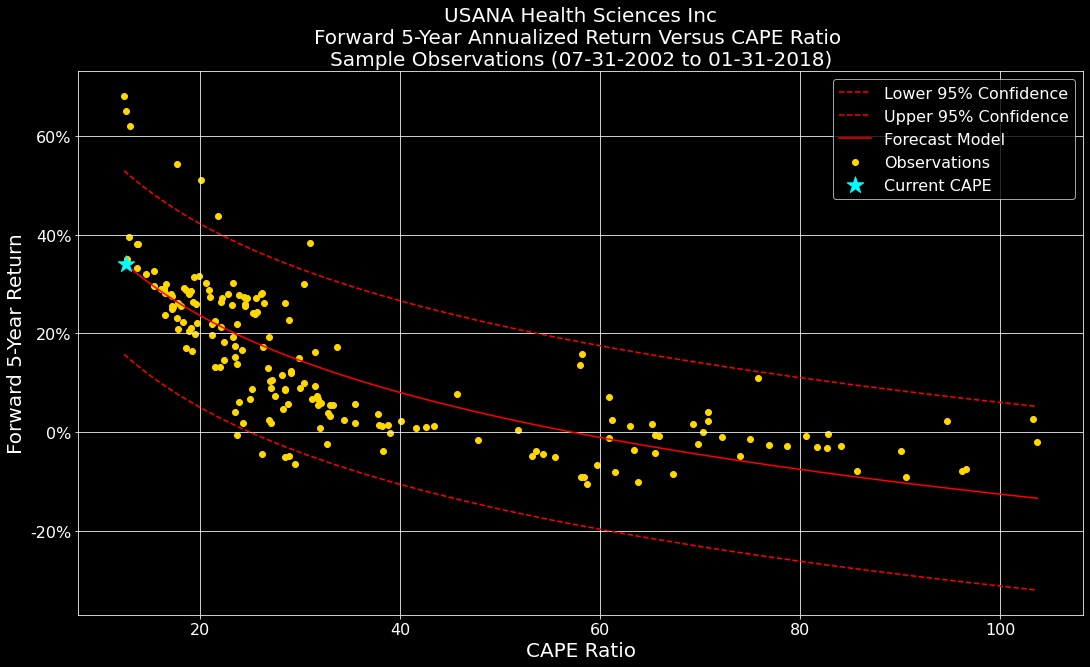 USANA Health Sciences Inc
Forward 5-Year Annualized Return Versus CAPE Ratio
Sample Observations (07-31-2002 to 01-31-2018)
Lower 95% Confidence
Upper 95% Confidence
Forecast Model
Observations
Current CAPE
Forward 5-Year Return
60%
40%
20%
0%
-20%
20
40
60
80
100
CAPE Ratio